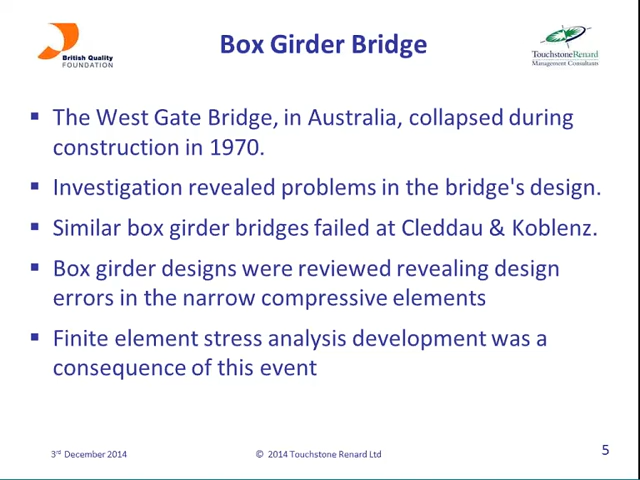 British Quality
FOUNDATION
Box Girder Bridge
TouchstoneRenard
Management Consultants
▪ The West Gate Bridge, in Australia, collapsed during
construction in 1970.
▪ Investigation revealed problems in the bridge's design.
▪ Similar box girder bridges failed at Cleddau & Koblenz.
▪ Box girder designs were reviewed revealing design
errors in the narrow compressive elements
▪ Finite element stress analysis development was a
consequence of this event
3rd December 2014
© 2014 Touchstone Renard Ltd
5